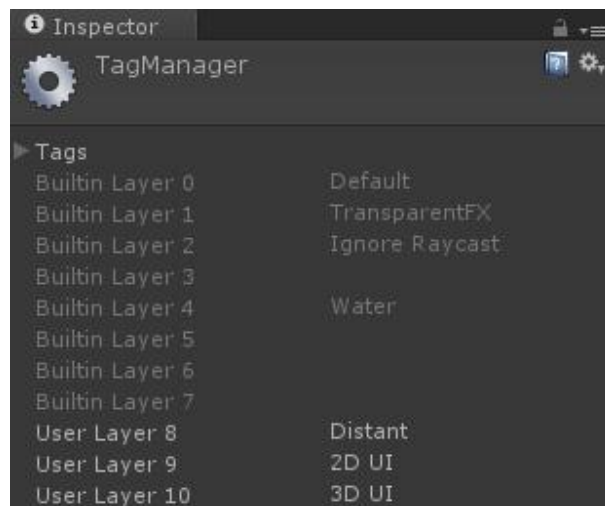 Inspector
TagManager
Tags
Builtin Layer 0 Default
Builtin Layer 1 TransparentFX
Builtin Layer 2 Ignore Raycast
Builtin Layer 3
Builtin Layer 4 Water
Builtin Layer 5
Builtin Layer 6
Builtin Layer 7
User Layer 8 Distant
User Layer 9 2D UI
User Layer 10 3D UI